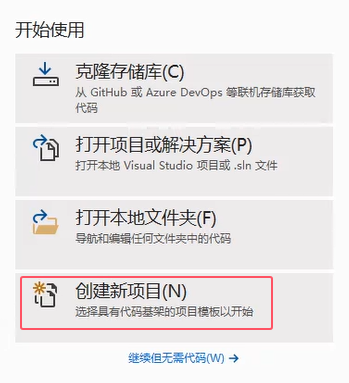 开始使用
克隆存储库(C)
从 GitHub 或 Azure DevOps 等联机存储库获取
代码
打开项目或解决方案(P)
打开本地 Visual Studio 项目或 .sln 文件
打开本地文件夹(F)
导航和编辑任何文件夹中的代码
创建新项目(N)
选择具有代码基架的项目模板以开始
继续但无需代码(W) →